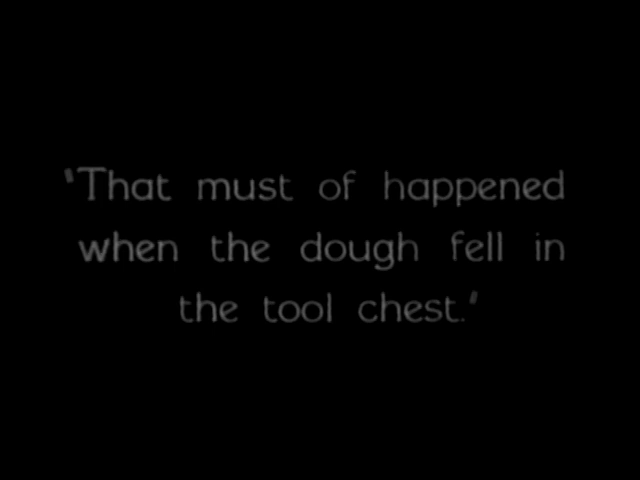 "That must of happened
when the dough fell in
the tool chest."